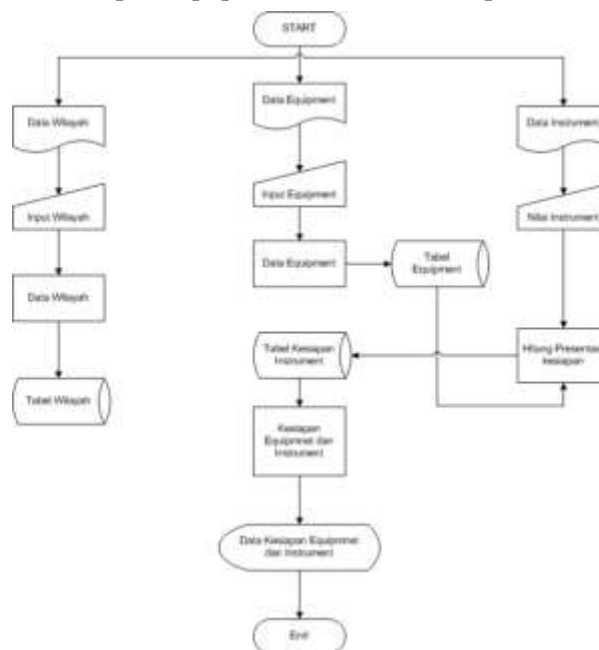 START
Data Wilayah
Data Equipment
Data Instrument
Input Wilayah
Input Equipment
Nilai Instrument
Data Wilayah
Data Equipment
Tabel
Equipment
Tabel Wilayah
Tabel Kesiapan
Instrument
Hitung Presentasi
kesiapan
Kesiapan
Equipmnet dan
Instrument
Data Kesiapan Equipmnet
dan Instrument
End